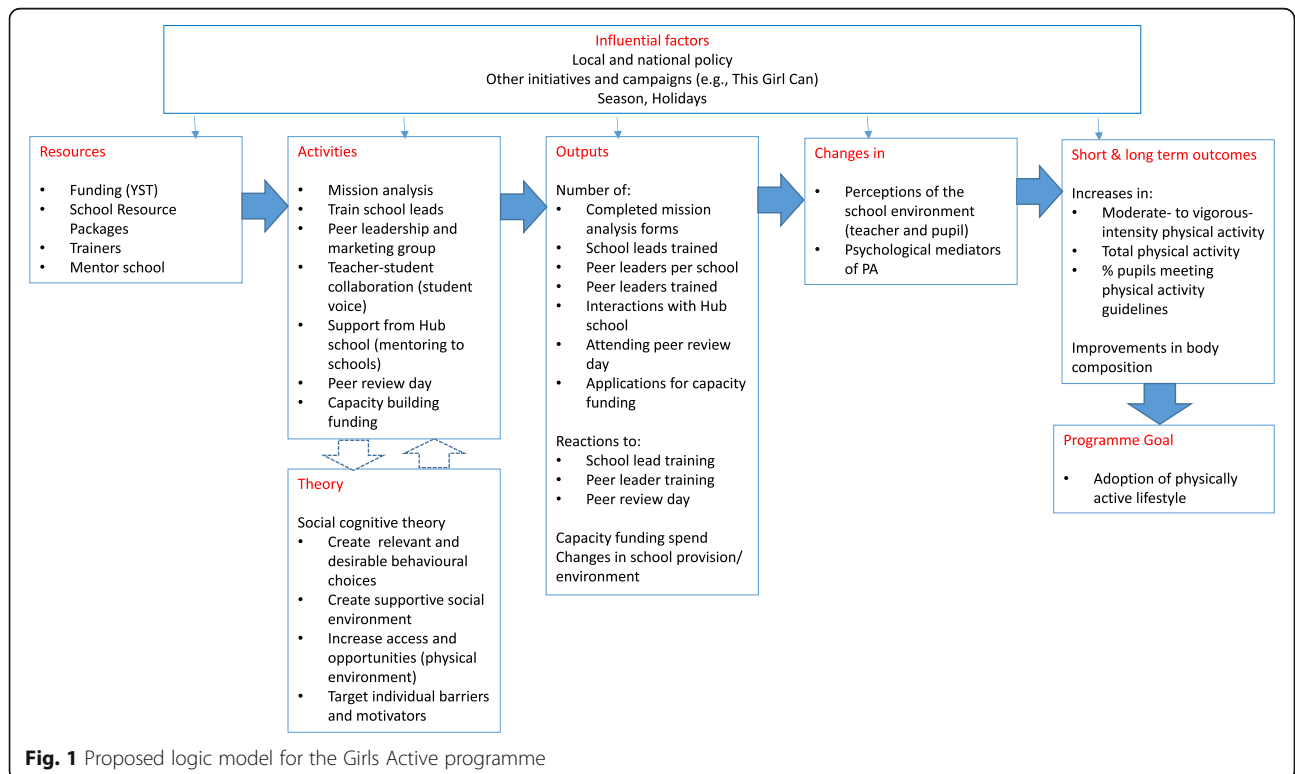 Influential factors
Local and national policy
Other initiatives and campaigns (e.g., This Girl Can)
Season, Holidays
Resources
• Funding (YST)
• School Resource
Packages
• Trainers
• Mentor school
Activities
• Mission analysis
• Train school leads
• Peer leadership and
marketing group
• Teacher-student
collaboration (student
voice)
• Support from Hub
school (mentoring to
schools)
• Peer review day
• Capacity building
funding
Theory
Social cognitive theory
• Create relevant and
desirable behavioural
choices
• Create supportive social
environment
• Increase access and
opportunities (physical
environment)
• Target individual barriers
and motivators
Outputs
Number of:
• Completed mission
analysis forms
• School leads trained
• Peer leaders per school
• Peer leaders trained
• Interactions with Hub
school
• Attending peer review
day
• Applications for capacity
funding
Reactions to:
• School lead training
• Peer leader training
• Peer review day
Capacity funding spend
Changes in school provision/
environment
Changes in
• Perceptions of the
school environment
(teacher and pupil)
• Psychological mediators
of PA
Short & long term outcomes
Increases in:
• Moderate- to vigorous-
intensity physical activity
• Total physical activity
• % pupils meeting
physical activity
guidelines
Improvements in body
composition
Programme Goal
• Adoption of physically
active lifestyle
Fig. 1 Proposed logic model for the Girls Active programme